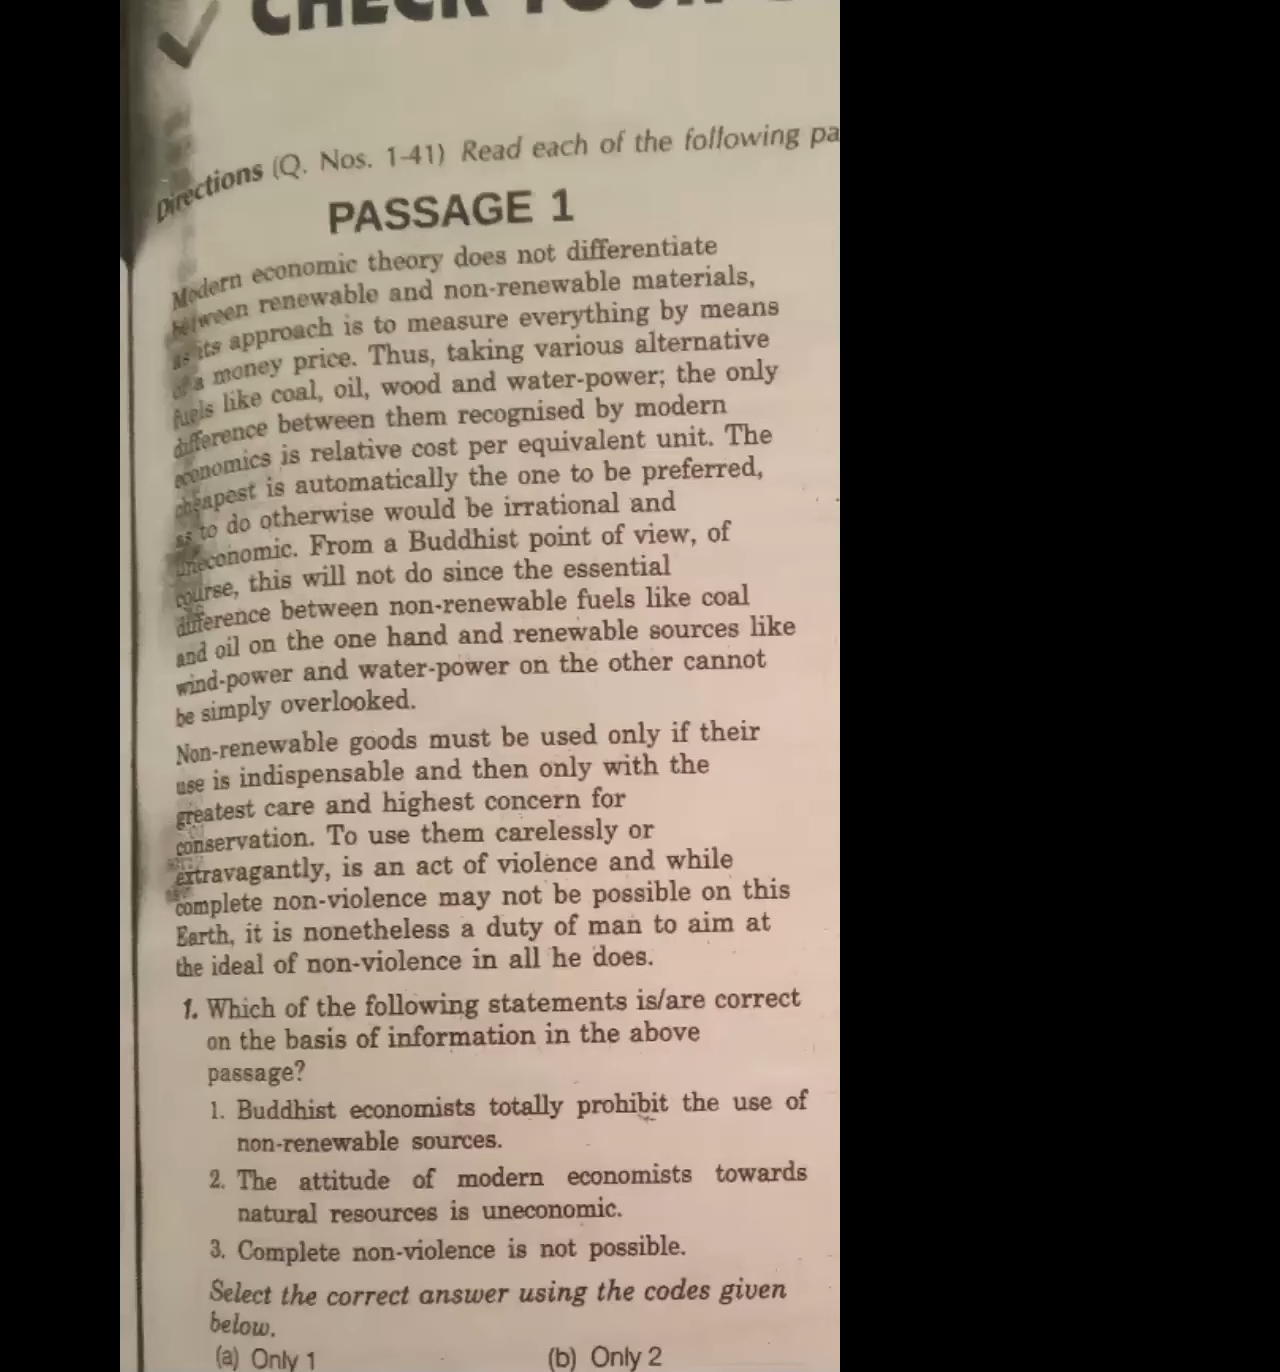 CHECK YOUR
Directions (Q. Nos. 1-41) Read each of the following pa
PASSAGE 1
Modern economic theory does not differentiate
between renewable and non-renewable materials,
as its approach is to measure everything by means
of a money price. Thus, taking various alternative
fuels like coal, oil, wood and water-power; the only
difference between them recognised by modern
economics is relative cost per equivalent unit. The
cheapest is automatically the one to be preferred,
as to do otherwise would be irrational and
uneconomic. From a Buddhist point of view, of
course, this will not do since the essential
difference between non-renewable fuels like coal
and oil on the one hand and renewable sources like
wind-power and water-power on the other cannot
be simply overlooked.
Non-renewable goods must be used only if their
use is indispensable and then only with the
greatest care and highest concern for
conservation. To use them carelessly or
extravagantly, is an act of violence and while
complete non-violence may not be possible on this
Earth, it is nonetheless a duty of man to aim at
the ideal of non-violence in all he does.
1. Which of the following statements is/are correct
on the basis of information in the above
passage?
1. Buddhist economists totally prohibit the use of
non-renewable sources.
2. The attitude of modern economists towards
natural resources is uneconomic.
3. Complete non-violence is not possible.
Select the correct answer using the codes given
below.
(a) Only 1 (b) Only 2